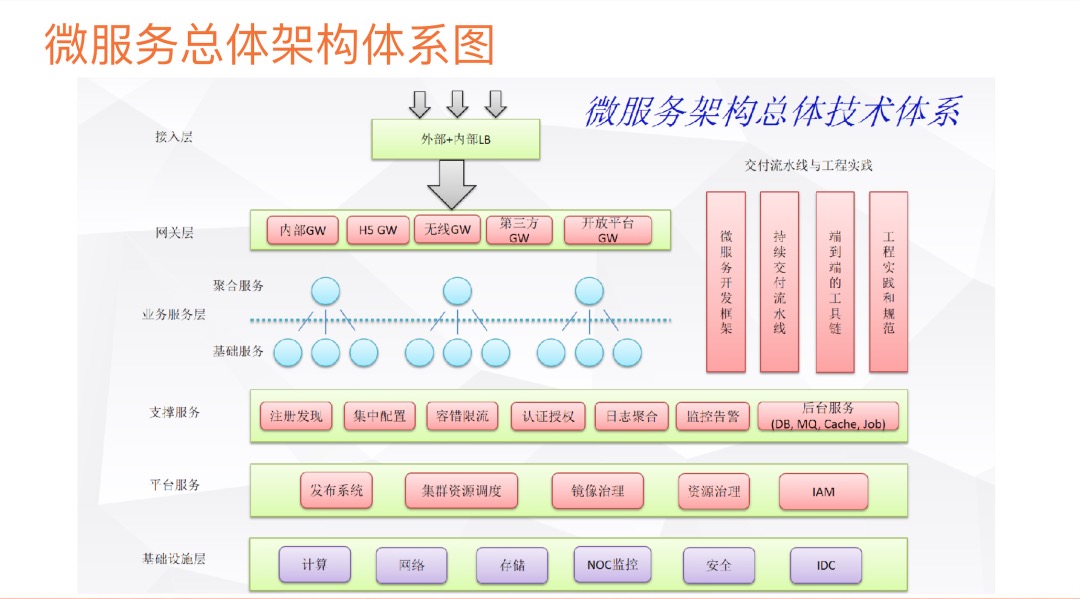 微服务总体架构体系图
微服务架构总体技术体系
接入层
外部+内部LB
交付流水线与工程实践
网关层
内部GW
H5 GW
无线GW
第三方
GW
开放平台
GW
微服务开发框架
持续交付流水线
端到端的工具链
工程实践和规范
聚合服务
业务服务层
基础服务
支撑服务
注册发现
集中配置
容错限流
认证授权
日志聚合
监控告警
后台服务
(DB, MQ, Cache, Job)
平台服务
发布系统
集群资源调度
镜像治理
资源治理
IAM
基础设施层
计算
网络
存储
NOC监控
安全
IDC